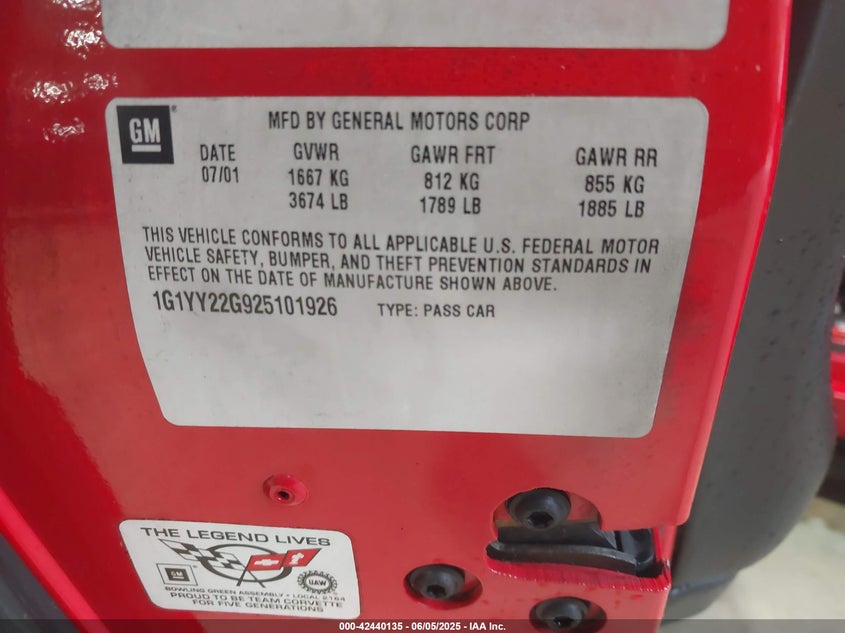 GM
MFD BY GENERAL MOTORS CORP
DATE GVWR GAWR FRT GAWR RR
07/01 1667 KG 812 KG 855 KG
3674 LB 1789 LB 1885 LB
THIS VEHICLE CONFORMS TO ALL APPLICABLE U.S. FEDERAL MOTOR
VEHICLE SAFETY, BUMPER, AND THEFT PREVENTION STANDARDS IN
EFFECT ON THE DATE OF MANUFACTURE SHOWN ABOVE.
1G1YY22G925101926 TYPE: PASS CAR
THE LEGEND LIVES
GM
UAW
BOWLING GREEN ASSEMBLY • LOCAL 2164
PROUD TO BE TEAM CORVETTE
FOR FIVE GENERATIONS
000-42440135 - 06/05/2025 - IAA Inc.